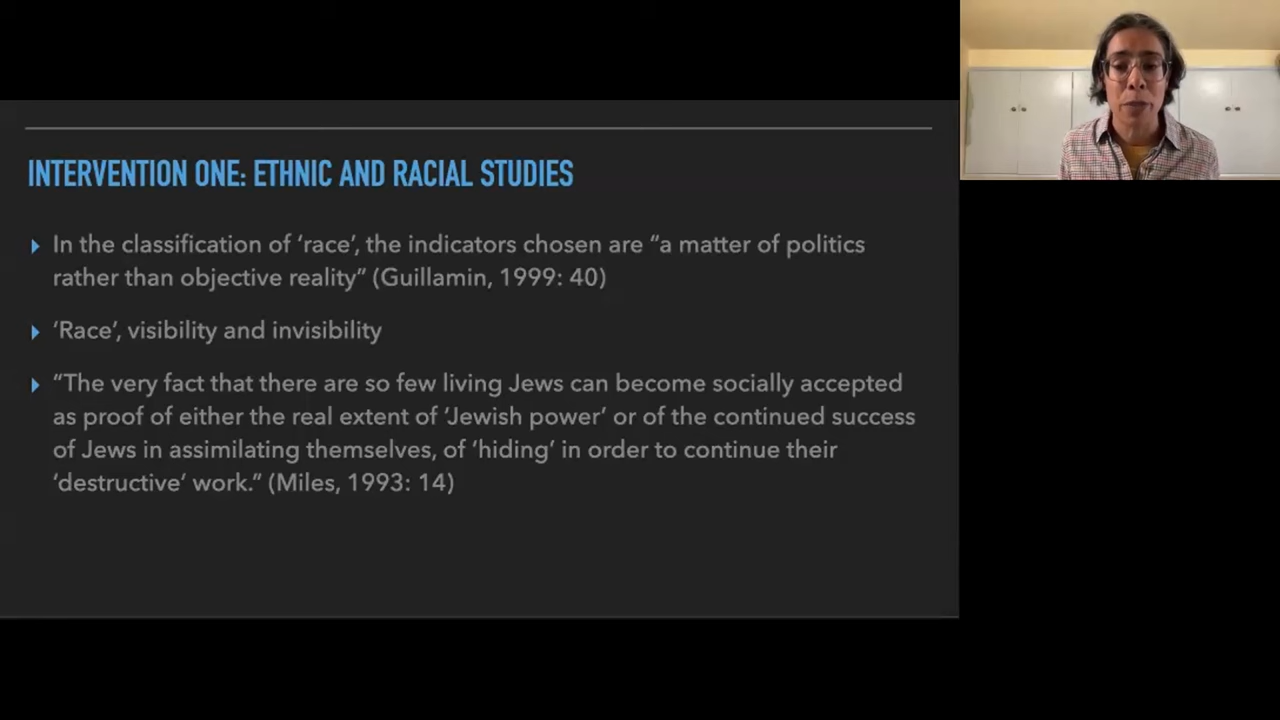 INTERVENTION ONE: ETHNIC AND RACIAL STUDIES
In the classification of ‘race’, the indicators chosen are “a matter of politics
rather than objective reality” (Guillamin, 1999: 40)
‘Race’, visibility and invisibility
“The very fact that there are so few living Jews can become socially accepted
as proof of either the real extent of ‘Jewish power’ or of the continued success
of Jews in assimilating themselves, of ‘hiding’ in order to continue their
‘destructive’ work.” (Miles, 1993: 14)